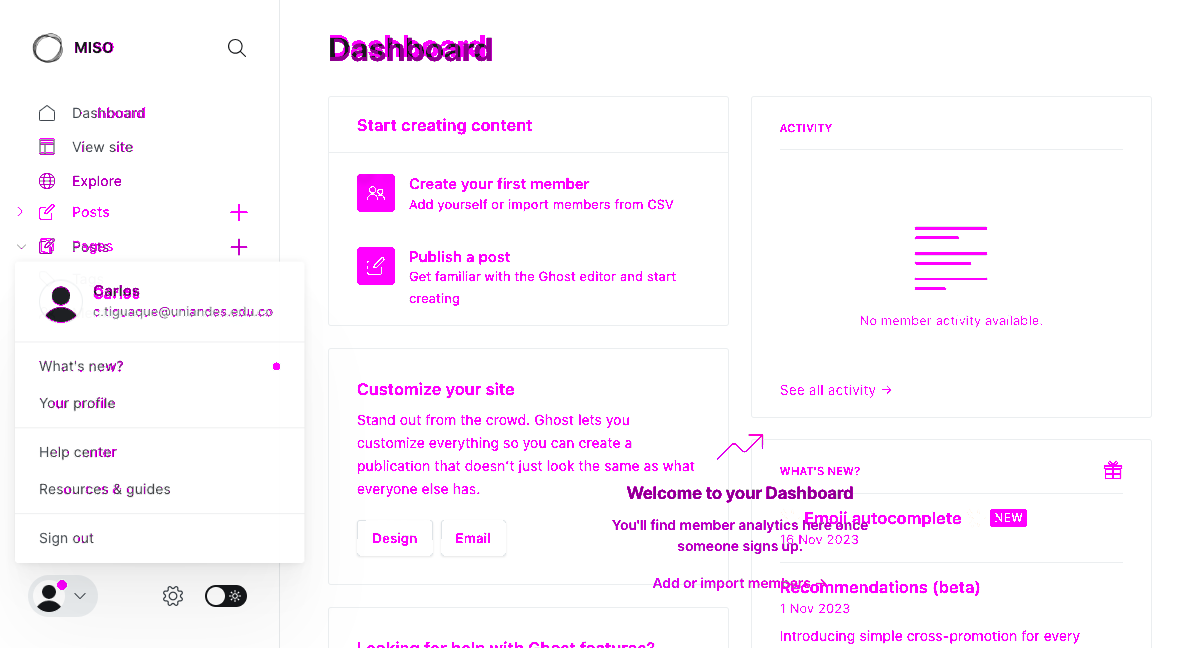 MISO
Dashboard
View site
Explore
Posts
Pages
Carlos
c.tiguaque@uniandes.edu.co
What's new?
Your profile
Help center
Resources & guides
Sign out
Dashboard
Start creating content
Create your first member
Add yourself or import members from CSV
Publish a post
Get familiar with the Ghost editor and start
creating
Customize your site
Stand out from the crowd. Ghost lets you
customize everything so you can create a
publication that doesn't just look the same as what
everyone else has.
Design
Email
Looking for help with Ghost features?
Welcome to your Dashboard
You'll find member analytics here once
someone signs up.
Add or import members →
ACTIVITY
No member activity available.
See all activity →
WHAT'S NEW?
Emoji autocomplete
NEW
16 Nov 2023
Recommendations (beta)
1 Nov 2023
Introducing simple cross-promotion for every